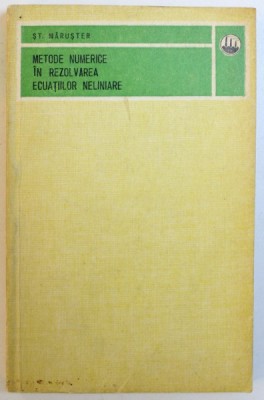 ȘT. MĂRUȘTER
METODE NUMERICE
ÎN REZOLVAREA
ECUAȚIILOR NELINIARE